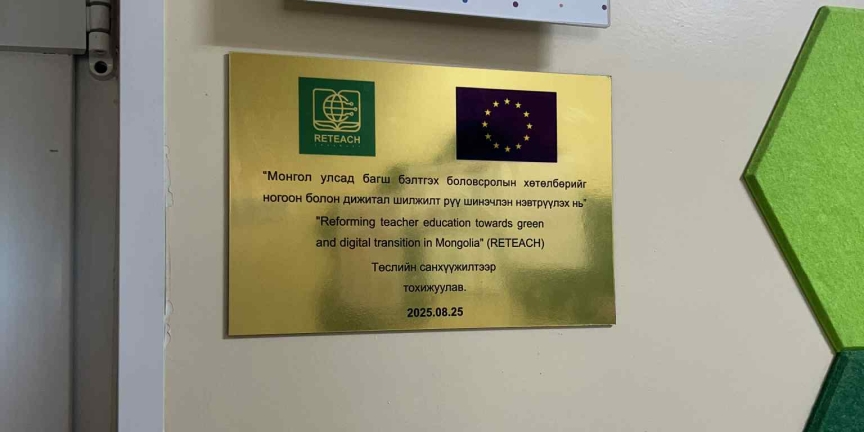 RETEACH
"Монгол улсад багш бэлтгэх боловсролын хөтөлбөрийг
ногоон болон дижитал шилжилт рүү шинэчлэн нэвтрүүлэх нь"
"Reforming teacher education towards green
and digital transition in Mongolia" (RETEACH)
Төслийн санхүүжилтээр
тохижуулав.
2025.08.25